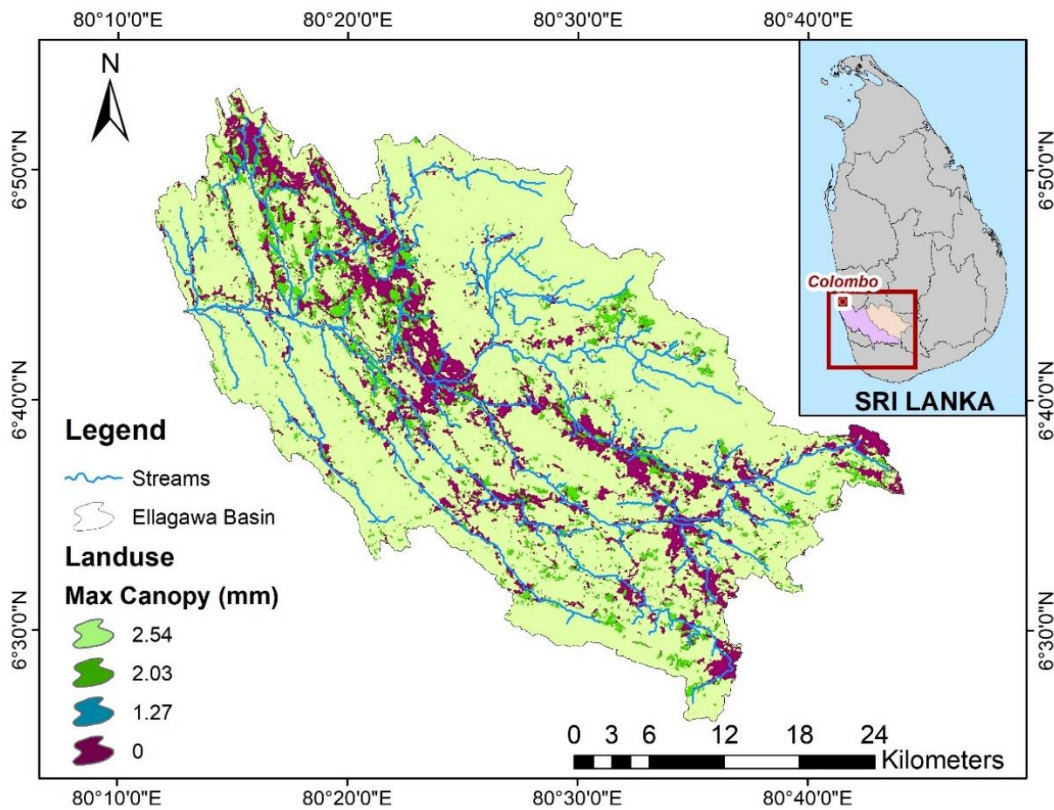 80°10'0"E 80°20'0"E 80°30'0"E 80°40'0"E
N
6°50'0"N 6°50'0"N
Colombo
6°40'0"N 6°40'0"N
SRI LANKA
Legend
Streams
Ellagawa Basin
Landuse
Max Canopy (mm)
2.54
2.03
1.27
0
6°30'0"N 6°30'0"N
0 3 6 12 18 24
Kilometers
80°10'0"E 80°20'0"E 80°30'0"E 80°40'0"E